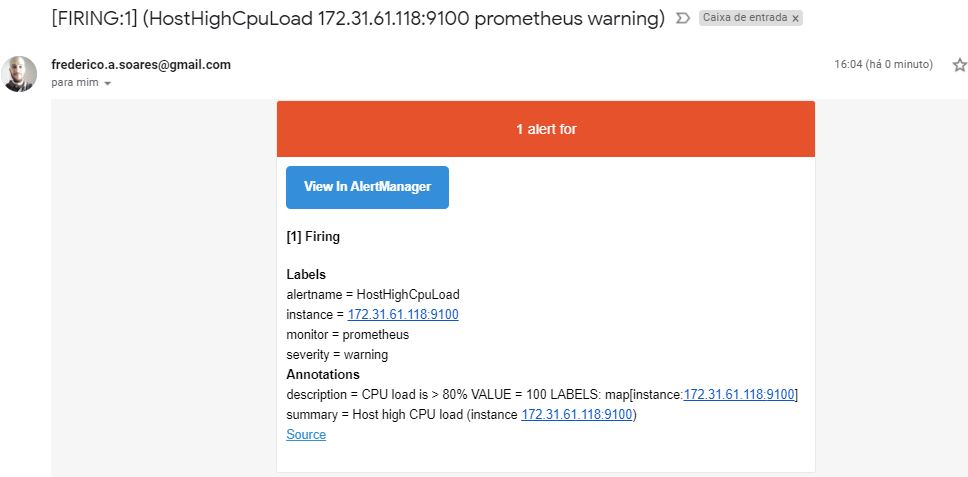 [FIRING:1] (HostHighCpuLoad 172.31.61.118:9100 prometheus warning) Caixa de entrada x
frederico.a.soares@gmail.com 16:04 (há 0 minuto)
para mim
1 alert for
View In AlertManager
[1] Firing
Labels
alertname = HostHighCpuLoad
instance = 172.31.61.118:9100
monitor = prometheus
severity = warning
Annotations
description = CPU load is > 80% VALUE = 100 LABELS: map[instance:172.31.61.118:9100]
summary = Host high CPU load (instance 172.31.61.118:9100)
Source